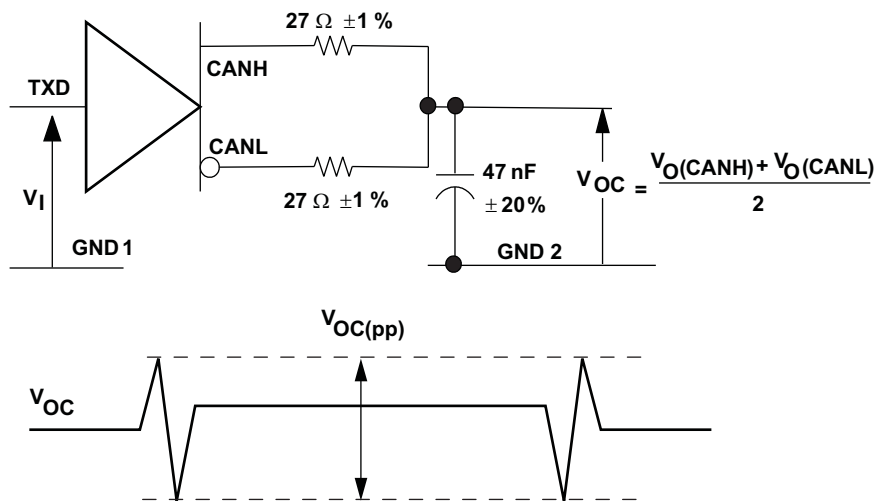 27 Ω ±1 %
CANH
TXD
CANL
27 Ω ±1 %
V_I
GND 1
47 nF
±20%
GND 2
V_OC = (V_O(CANH) + V_O(CANL)) / 2
V_OC(pp)
V_OC